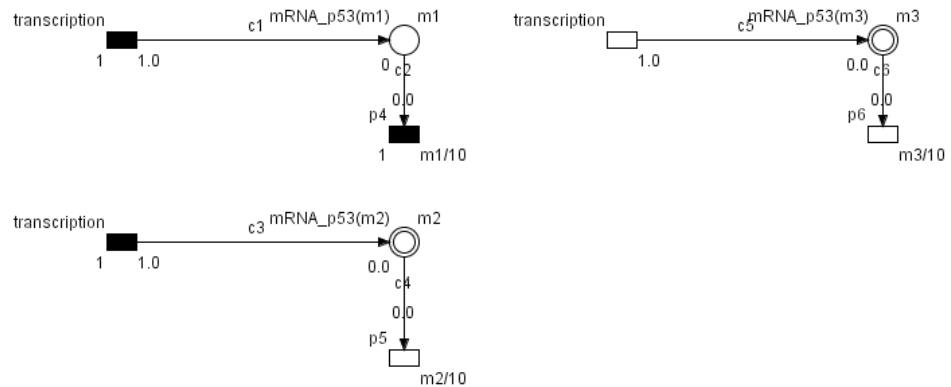 transcription c1 mRNA_p53(m1) m1
1 1.0 0
c2
0.0
p4
1 m1/10
transcription c5 mRNA_p53(m3) m3
1.0 0.0
c6
0.0
p6
m3/10
transcription c3 mRNA_p53(m2) m2
1 1.0 0.0
c4
0.0
p5
m2/10